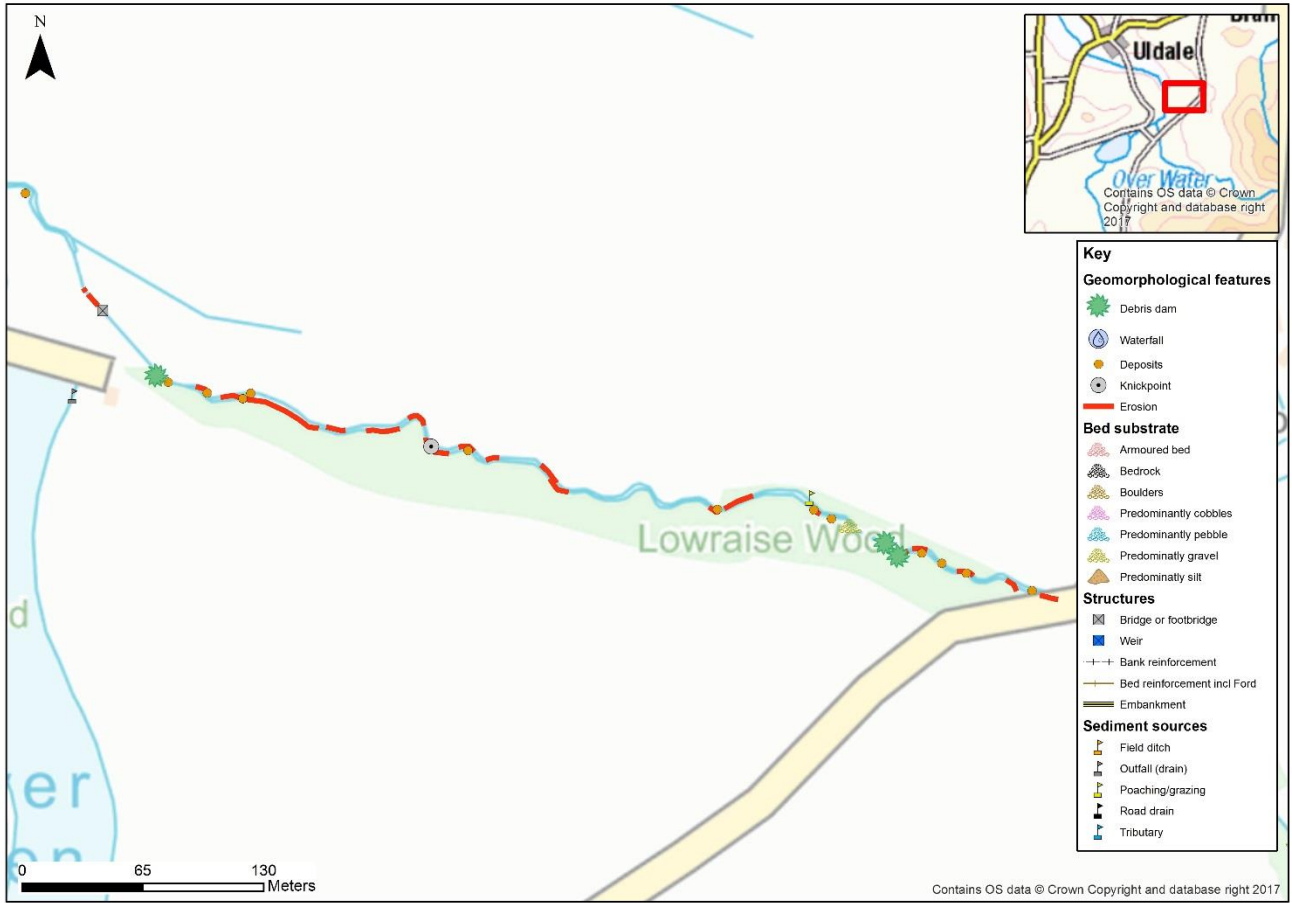 N
Uldale
Over Water
Contains OS data © Crown
Copyright and database right
2017
Key
Geomorphological features
Debris dam
Waterfall
Deposits
Knickpoint
Erosion
Bed substrate
Armoured bed
Bedrock
Boulders
Predominantly cobbles
Predominantly pebble
Predominatly gravel
Predominatly silt
Structures
Bridge or footbridge
Weir
Bank reinforcement
Bed reinforcement incl Ford
Embankment
Sediment sources
Field ditch
Outfall (drain)
Poaching/grazing
Road drain
Tributary
Lowraise Wood
d
er
0 65 130
Meters
Contains OS data © Crown Copyright and database right 2017